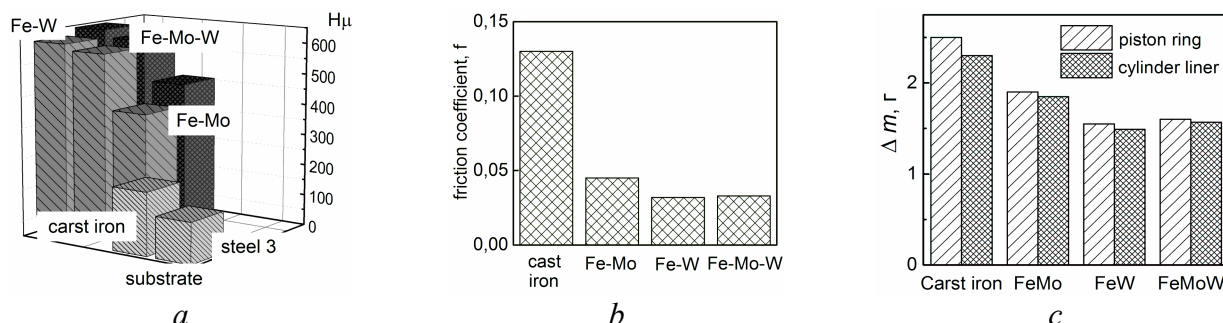 Fe-W
Hμ
600
Fe-Mo-W
500
400
300
Fe-Mo
200
100
0
carst iron
steel 3
substrate
a
0,15
0,10
0,05
0,00
friction coefficient, f
cast
iron
Fe-Mo
Fe-W
Fe-Mo-W
b
2
1
0
Δ m, г
piston ring
cylinder liner
Carst iron
FeMo
FeW
FeMoW
c